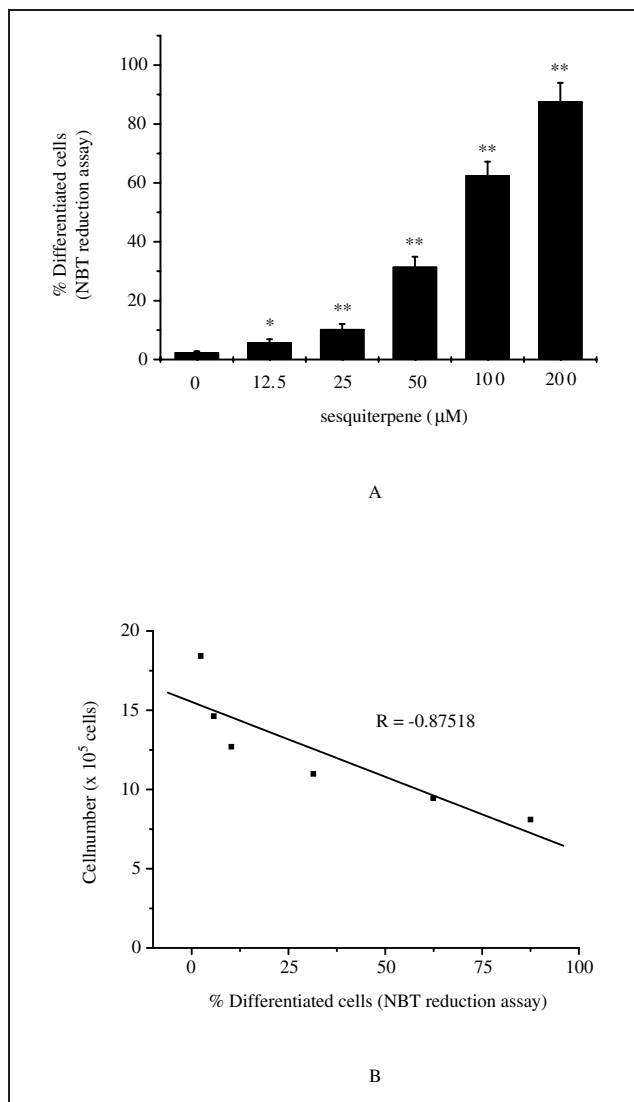 100
80
60
40
20
0
% Differentiated cells
(NBT reduction assay)
*
**
**
**
**
0 12.5 25 50 100 200
sesquiterpene (μM)
A
20
15
10
5
0
Cellnumber (x 10⁵ cells)
R = -0.87518
0 25 50 75 100
% Differentiated cells (NBT reduction assay)
B